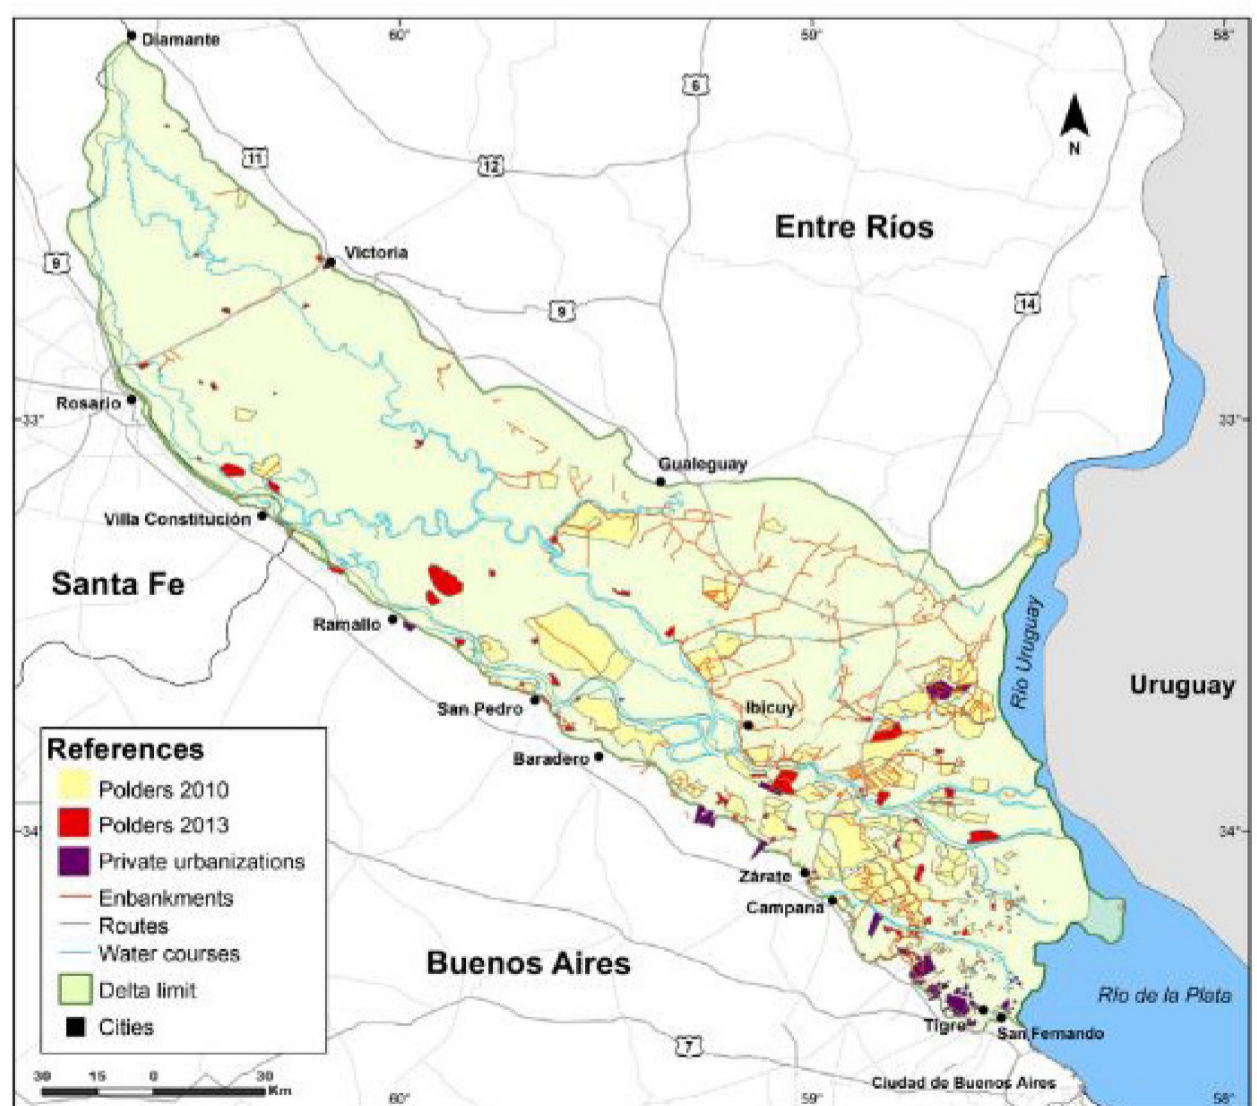 60°
59°
58°
Diamante
6
11
12
N
Entre Ríos
Victoria
9
9
14
33°
33°
Rosario
Gualeguay
Villa Constitución
Santa Fe
Ramallo
Río Uruguay
Uruguay
San Pedro
Ibicuy
Baradero
References
Polders 2010
Polders 2013
Private urbanizations
Enbankments
Routes
Water courses
Delta limit
Cities
34°
34°
Zárate
Campana
Buenos Aires
Río de la Plata
Tigre
San Fernando
7
Ciudad de Buenos Aires
30 15 0 30
Km
60°
59°
58°